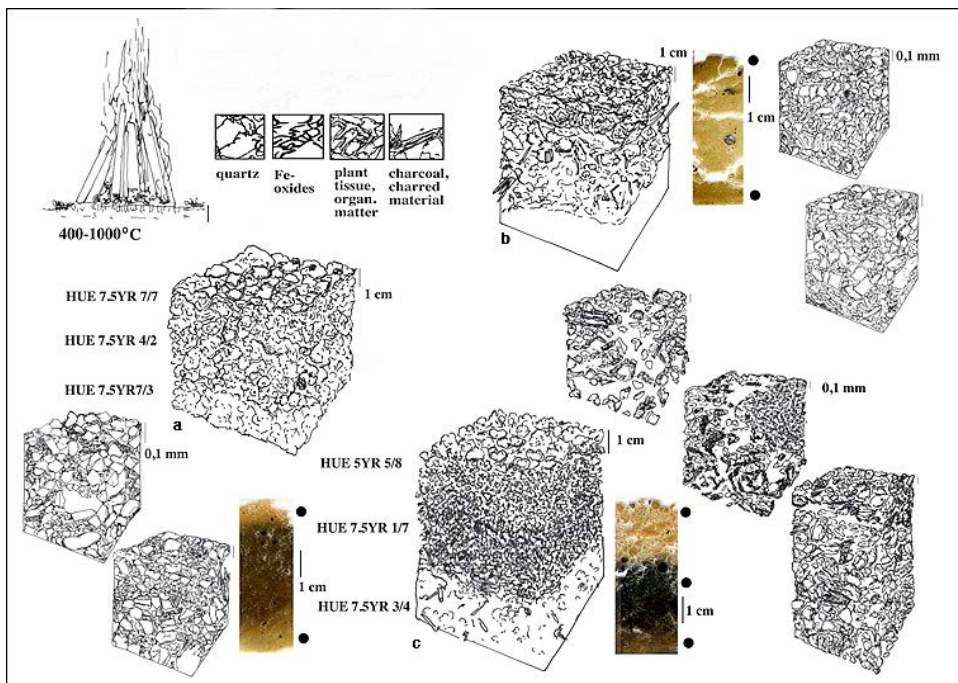 400-1000°C
quartz
Fe-
oxides
plant
tissue,
organ.
matter
charcoal,
charred
material
1 cm
b
1 cm
0,1 mm
HUE 7.5YR 7/7
HUE 7.5YR 4/2
HUE 7.5YR7/3
1 cm
a
0,1 mm
1 cm
0,1 mm
HUE 5YR 5/8
HUE 7.5YR 1/7
HUE 7.5YR 3/4
1 cm
c
1 cm